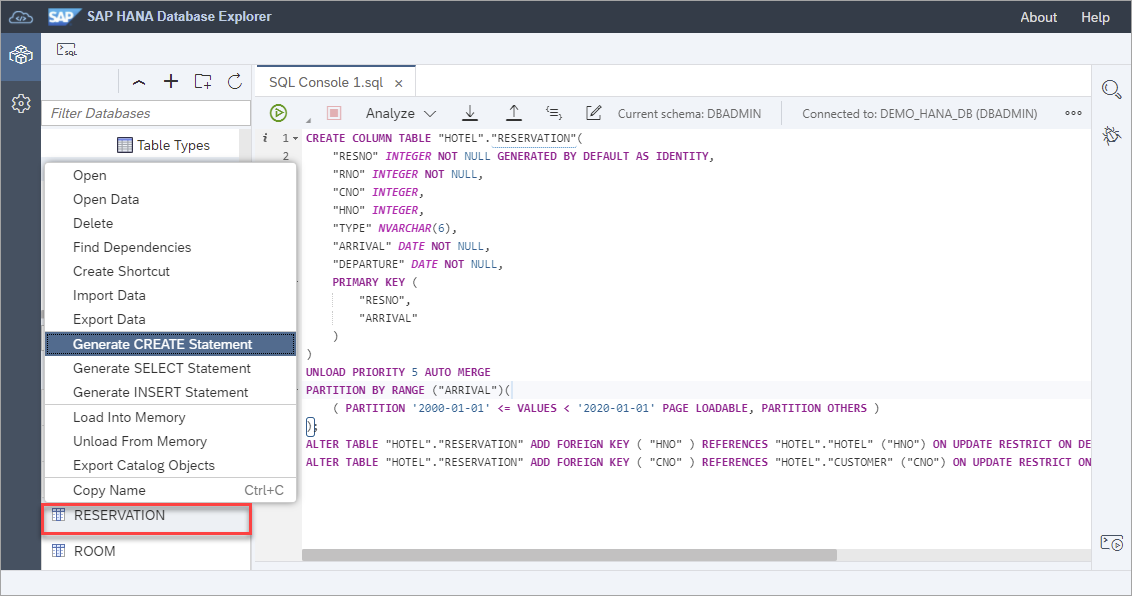 SAP SAP HANA Database Explorer
About Help
SQL
SQL Console 1.sql ×
Filter Databases
Analyze
Current schema: DBADMIN
Connected to: DEMO_HANA_DB (DBADMIN)
Table Types
Open
Open Data
Delete
Find Dependencies
Create Shortcut
Import Data
Export Data
Generate CREATE Statement
Generate SELECT Statement
Generate INSERT Statement
Load Into Memory
Unload From Memory
Export Catalog Objects
Copy Name Ctrl+C
RESERVATION
ROOM
i 1 CREATE COLUMN TABLE "HOTEL"."RESERVATION"(
2 "RESNO" INTEGER NOT NULL GENERATED BY DEFAULT AS IDENTITY,
"RNO" INTEGER NOT NULL,
"CNO" INTEGER,
"HNO" INTEGER,
"TYPE" NVARCHAR(6),
"ARRIVAL" DATE NOT NULL,
"DEPARTURE" DATE NOT NULL,
PRIMARY KEY (
"RESNO",
"ARRIVAL"
)
)
UNLOAD PRIORITY 5 AUTO MERGE
PARTITION BY RANGE ("ARRIVAL")(
( PARTITION '2000-01-01' <= VALUES < '2020-01-01' PAGE LOADABLE, PARTITION OTHERS )
);
ALTER TABLE "HOTEL"."RESERVATION" ADD FOREIGN KEY ( "HNO" ) REFERENCES "HOTEL"."HOTEL" ("HNO") ON UPDATE RESTRICT ON DE
ALTER TABLE "HOTEL"."RESERVATION" ADD FOREIGN KEY ( "CNO" ) REFERENCES "HOTEL"."CUSTOMER" ("CNO") ON UPDATE RESTRICT ON